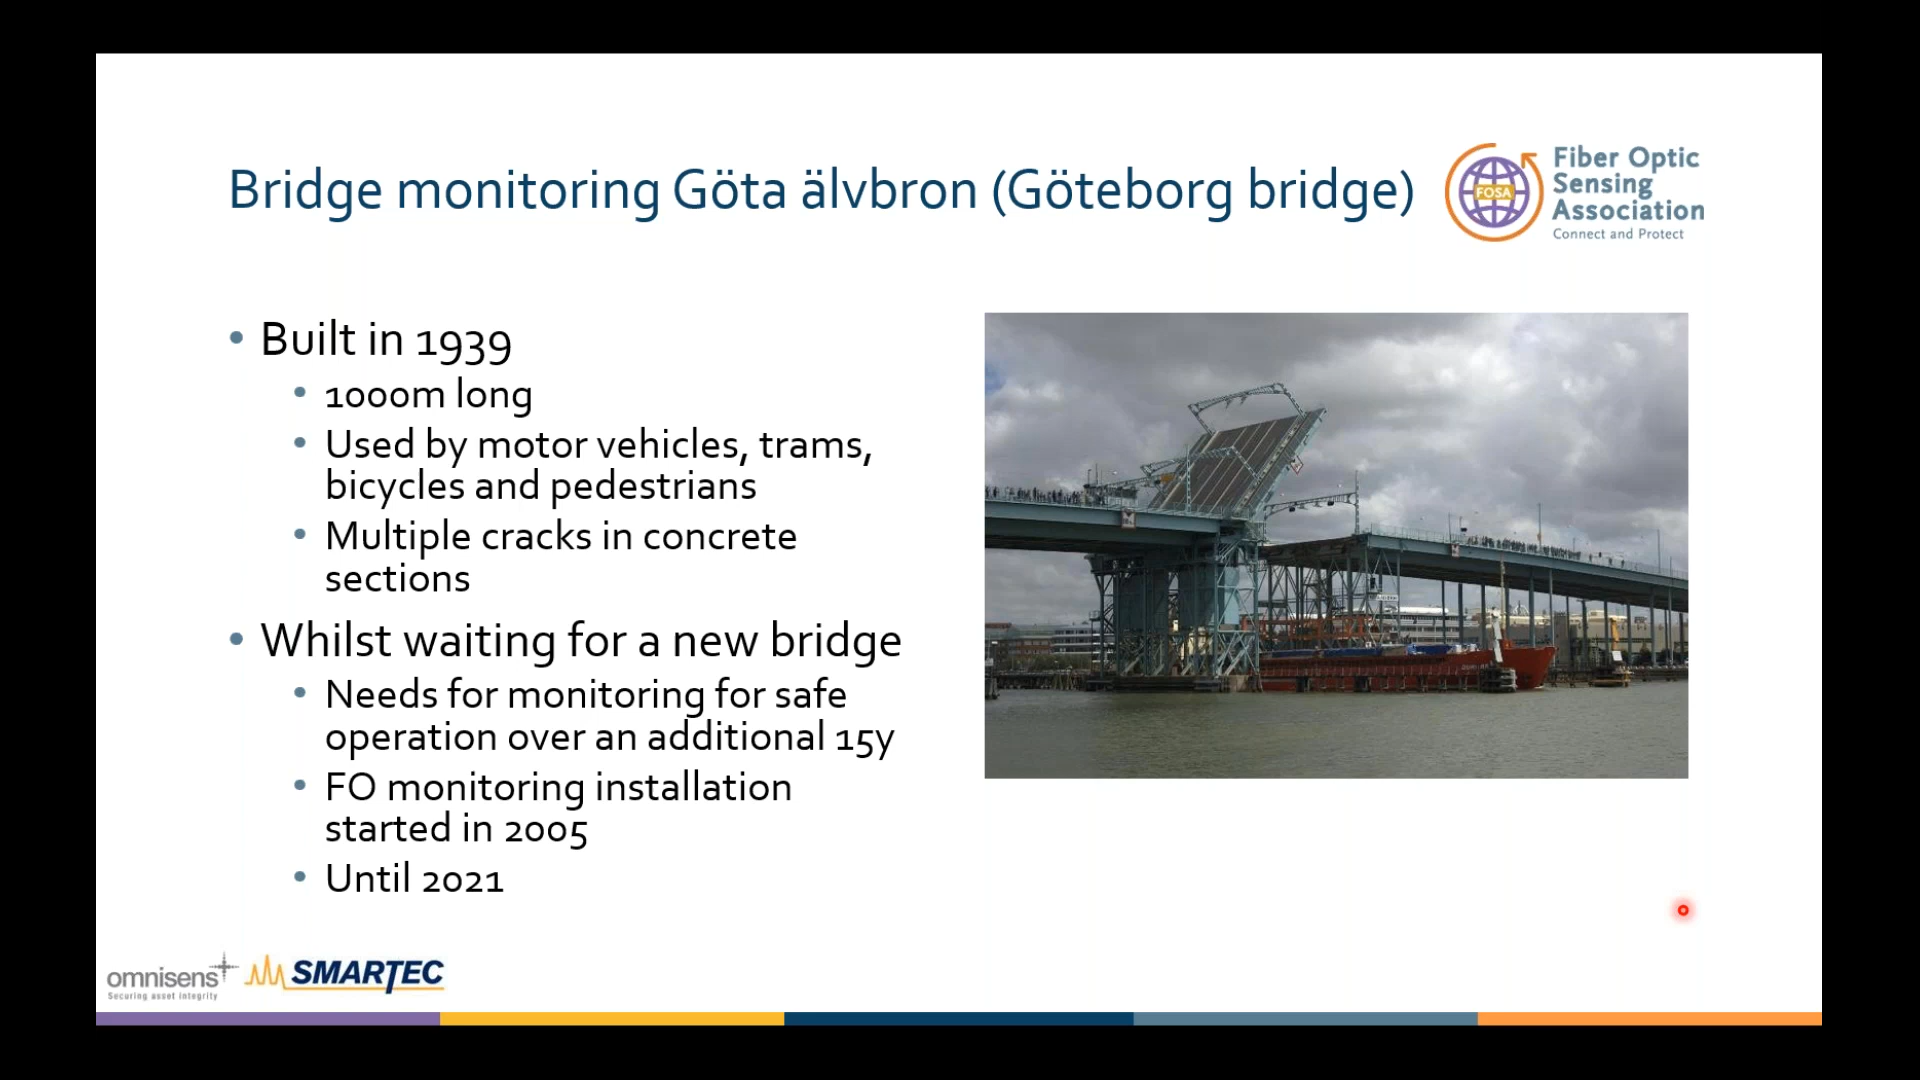 Bridge monitoring Göta älvbron (Göteborg bridge)
FOSA
Fiber Optic
Sensing
Association
Connect and Protect
• Built in 1939
• 1000m long
• Used by motor vehicles, trams,
bicycles and pedestrians
• Multiple cracks in concrete
sections
• Whilst waiting for a new bridge
• Needs for monitoring for safe
operation over an additional 15y
• FO monitoring installation
started in 2005
• Until 2021
omnisens
Securing asset integrity
SMARTEC